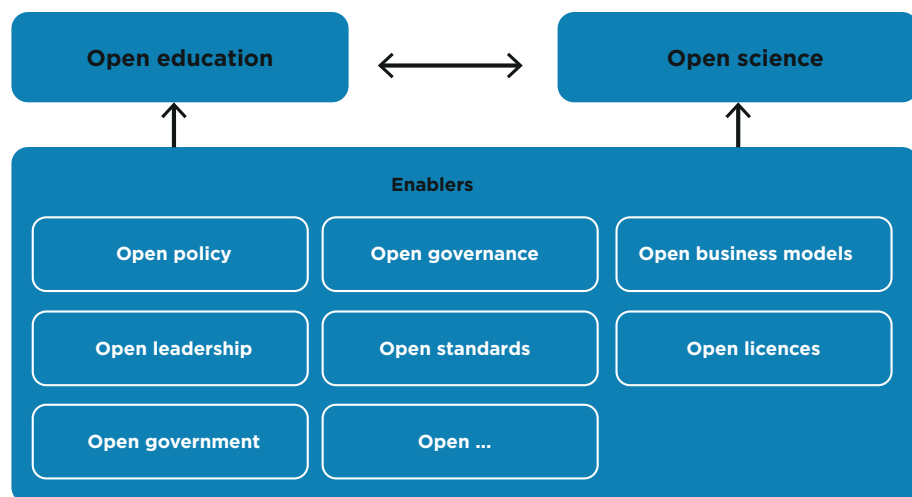 Open education
Open science
Enablers
Open policy
Open governance
Open business models
Open leadership
Open standards
Open licences
Open government
Open ...